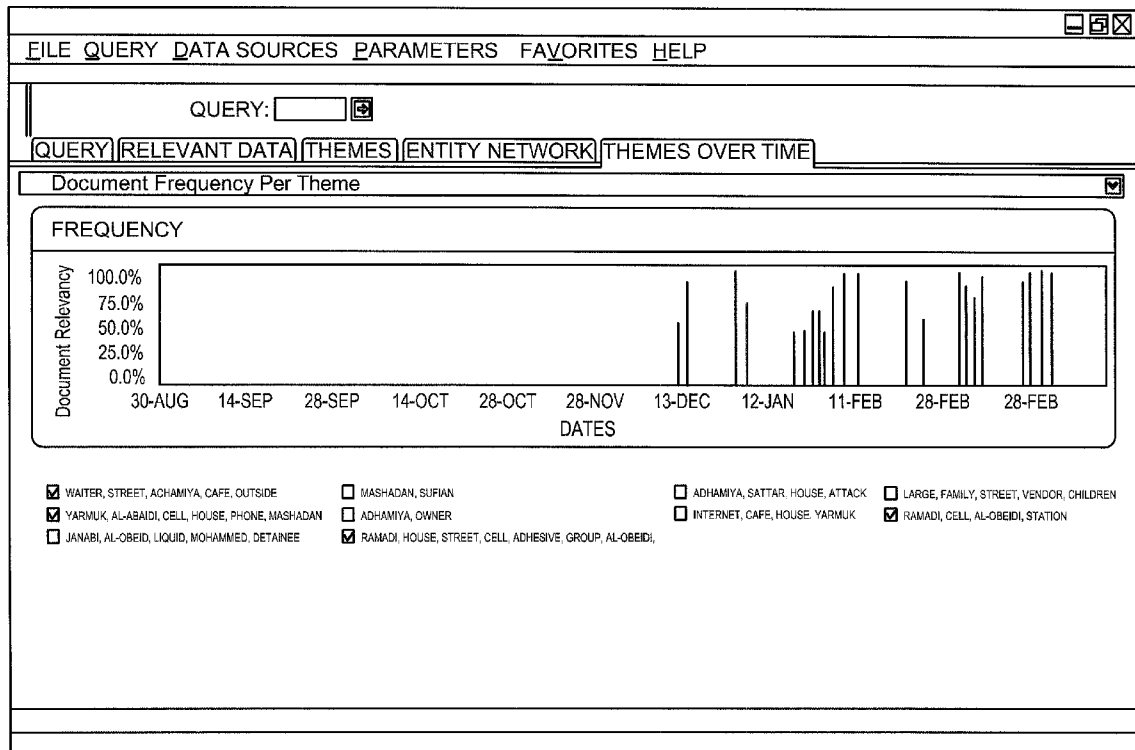 FILE QUERY DATA SOURCES PARAMETERS FAVORITES HELP
QUERY:
QUERY RELEVANT DATA THEMES ENTITY NETWORK THEMES OVER TIME
Document Frequency Per Theme
FREQUENCY
Document Relevancy
100.0%
75.0%
50.0%
25.0%
0.0%
30-AUG 14-SEP 28-SEP 14-OCT 28-OCT 28-NOV 13-DEC 12-JAN 11-FEB 28-FEB 28-FEB
DATES
WAITER, STREET, ACHAMIYA, CAFE, OUTSIDE MASHADAN, SUFIAN ADHAMIYA, SATTAR, HOUSE, ATTACK LARGE, FAMILY, STREET, VENDOR, CHILDREN
YARMUK, AL-ABAIDI, CELL, HOUSE, PHONE, MASHADAN ADHAMIYA, OWNER INTERNET, CAFE, HOUSE. YARMUK RAMADI, CELL, AL-OBEIDI, STATION
JANABI, AL-OBEID, LIQUID, MOHAMMED, DETAINEE RAMADI, HOUSE, STREET, CELL, ADHESIVE, GROUP, AL-OBEIDI,